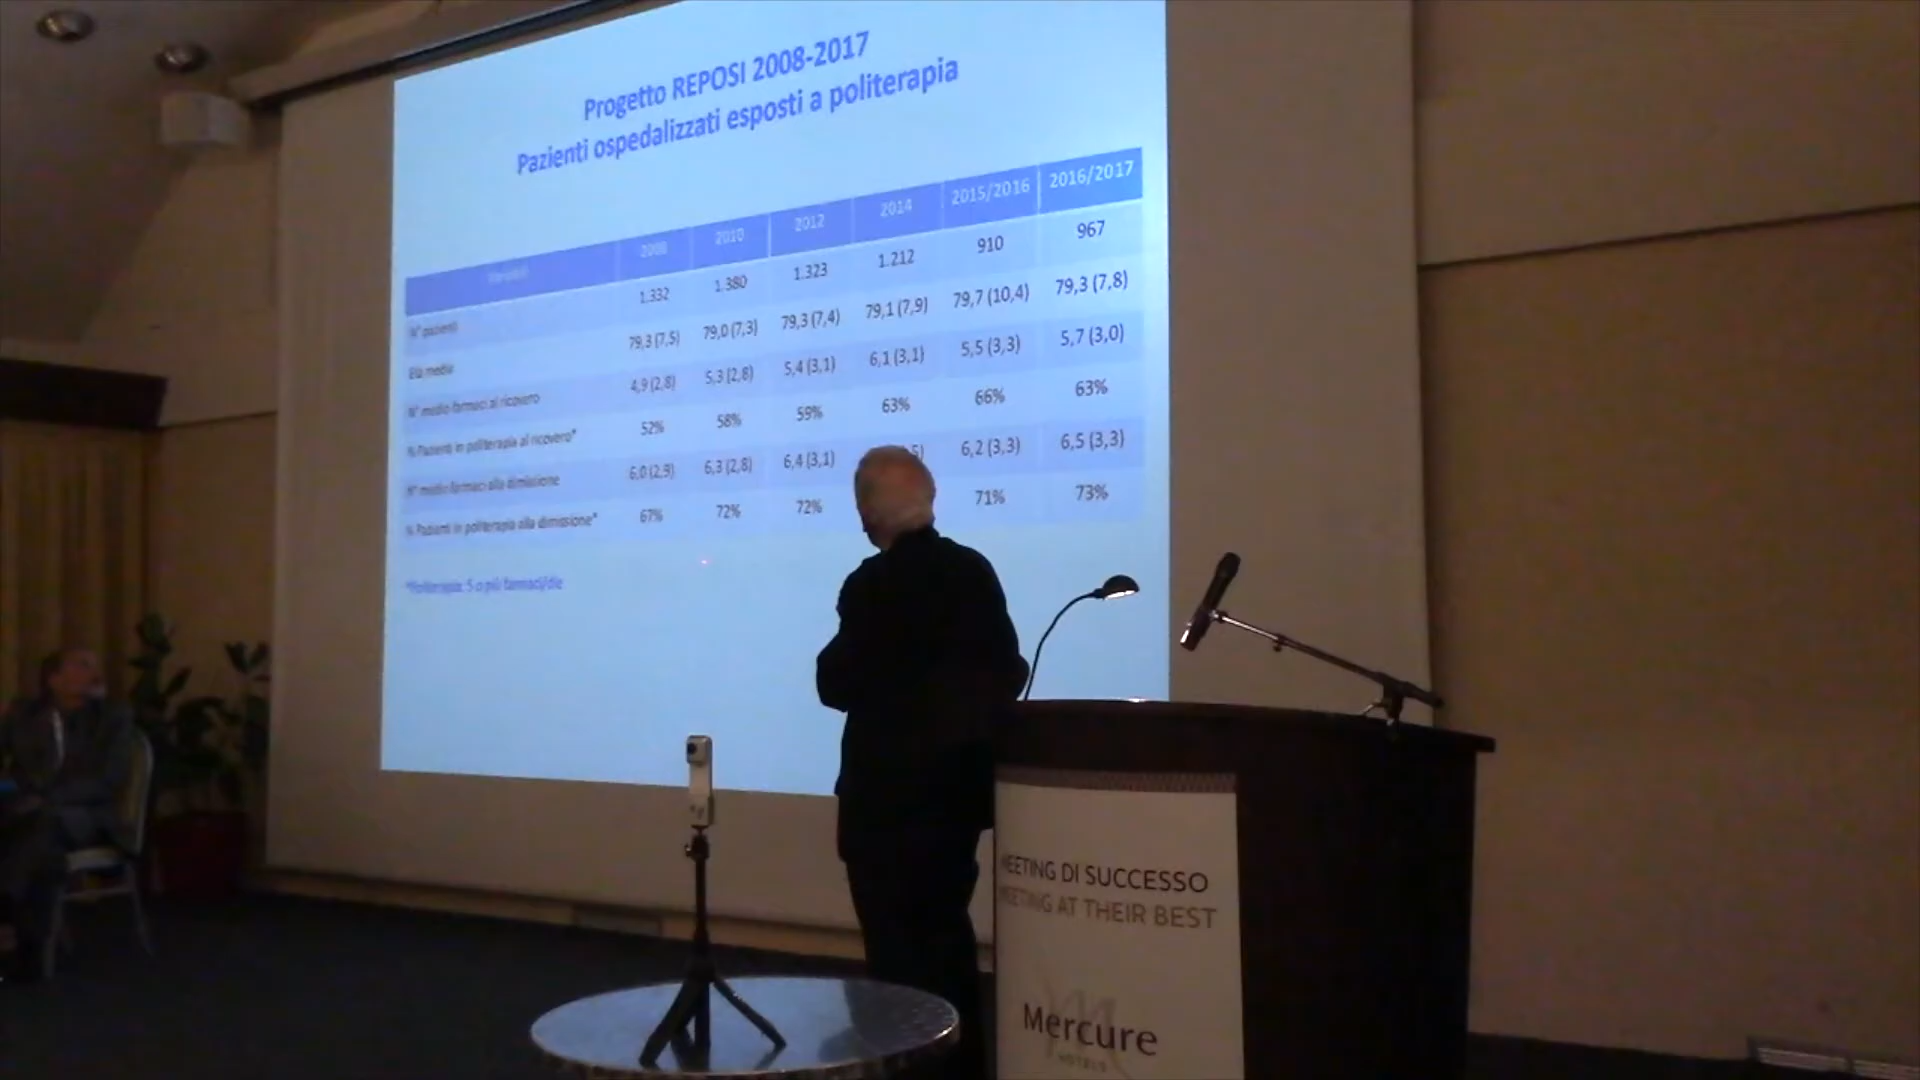 Progetto REPOSI 2008-2017
Pazienti ospedalizzati esposti a politerapia
2008 2010 2012 2014 2015/2016 2016/2017
N° pazienti 1.332 1.380 1.323 1.212 910 967
Età media 79,3 (7,5) 79,0 (7,3) 79,3 (7,4) 79,1 (7,9) 79,7 (10,4) 79,3 (7,8)
N° medio farmaci al ricovero 4,9 (2,8) 5,3 (2,8) 5,4 (3,1) 6,1 (3,1) 5,5 (3,3) 5,7 (3,0)
% Pazienti in politerapia al ricovero* 52% 58% 59% 63% 66% 63%
N° medio farmaci alla dimissione 6,0 (2,9) 6,3 (2,8) 6,4 (3,1) 5) 6,2 (3,3) 6,5 (3,3)
% Pazienti in politerapia alla dimissione* 67% 72% 72% 71% 73%
*Politerapia: 5 o più farmaci/die
MEETING DI SUCCESSO
MEETING AT THEIR BEST
Mercure
HOTELS